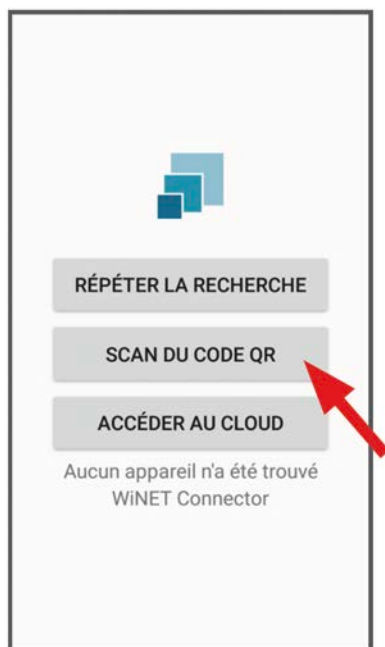 RÉPÉTER LA RECHERCHE
SCAN DU CODE QR
ACCÉDER AU CLOUD
Aucun appareil n'a été trouvé
WiNET Connector